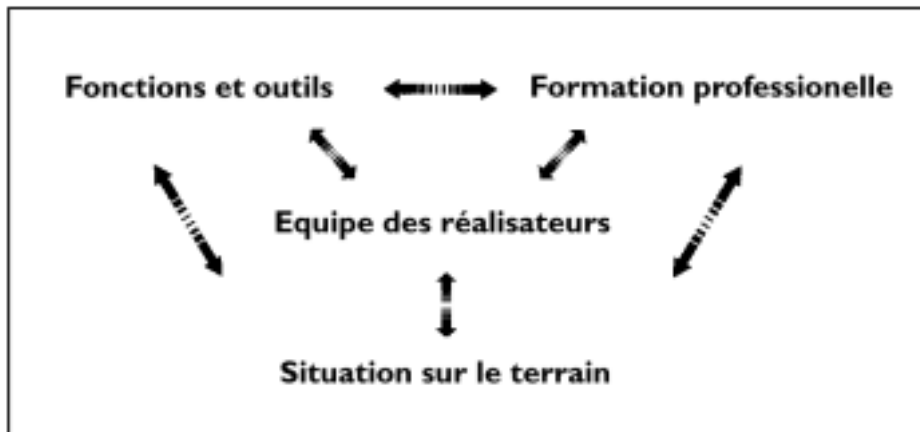 Fonctions et outils
Formation professionelle
Equipe des réalisateurs
Situation sur le terrain